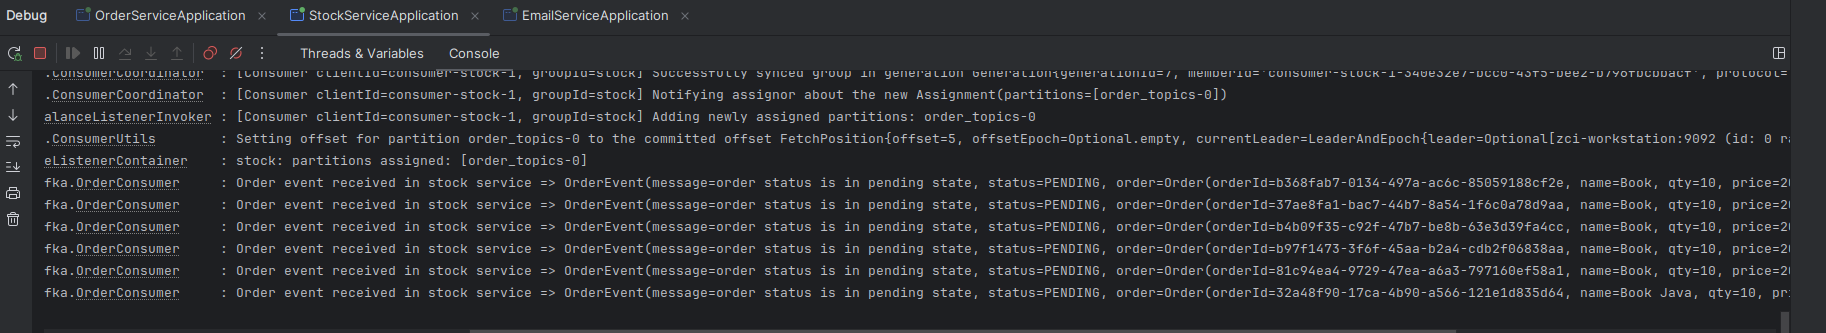 Debug OrderServiceApplication × StockServiceApplication × EmailServiceApplication ×
Threads & Variables Console
.ConsumerCoordinator : [Consumer clientId=consumer-stock-1, groupId=stock] Successfully synced group in generation Generation{generationId=7, memberId='consumer-stock-1-340e32e7-bcc0-43f5-bee2-b796fbcbbacf', protocol=
.ConsumerCoordinator : [Consumer clientId=consumer-stock-1, groupId=stock] Notifying assignor about the new Assignment(partitions=[order_topics-0])
alanceListenerInvoker : [Consumer clientId=consumer-stock-1, groupId=stock] Adding newly assigned partitions: order_topics-0
.ConsumerUtils : Setting offset for partition order_topics-0 to the committed offset FetchPosition{offset=5, offsetEpoch=Optional.empty, currentLeader=LeaderAndEpoch{leader=Optional[zci-workstation:9092 (id: 0 ra
eListenerContainer : stock: partitions assigned: [order_topics-0]
fka.OrderConsumer : Order event received in stock service => OrderEvent(message=order status is in pending state, status=PENDING, order=Order(orderId=b368fab7-0134-497a-ac6c-85059188cf2e, name=Book, qty=10, price=20
fka.OrderConsumer : Order event received in stock service => OrderEvent(message=order status is in pending state, status=PENDING, order=Order(orderId=37ae8fa1-bac7-44b7-8a54-1f6c0a78d9aa, name=Book, qty=10, price=20
fka.OrderConsumer : Order event received in stock service => OrderEvent(message=order status is in pending state, status=PENDING, order=Order(orderId=b4b09f35-c92f-47b7-be8b-63e3d39fa4cc, name=Book, qty=10, price=20
fka.OrderConsumer : Order event received in stock service => OrderEvent(message=order status is in pending state, status=PENDING, order=Order(orderId=b97f1473-3f6f-45aa-b2a4-cdb2f06838aa, name=Book, qty=10, price=20
fka.OrderConsumer : Order event received in stock service => OrderEvent(message=order status is in pending state, status=PENDING, order=Order(orderId=81c94ea4-9729-47ea-a6a3-797160ef58a1, name=Book, qty=10, price=20
fka.OrderConsumer : Order event received in stock service => OrderEvent(message=order status is in pending state, status=PENDING, order=Order(orderId=32a48f90-17ca-4b90-a566-121e1d835d64, name=Book Java, qty=10, pri